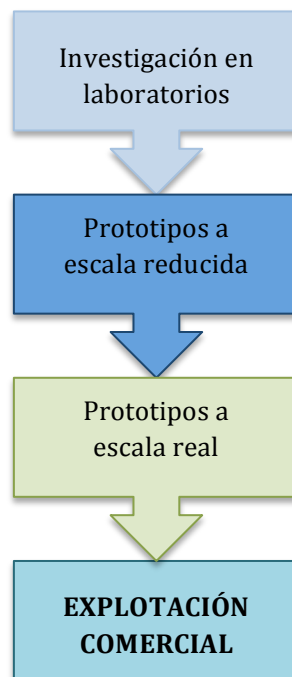 Investigación en
laboratorios
Prototipos a
escala reducida
Prototipos a
escala real
EXPLOTACIÓN
COMERCIAL